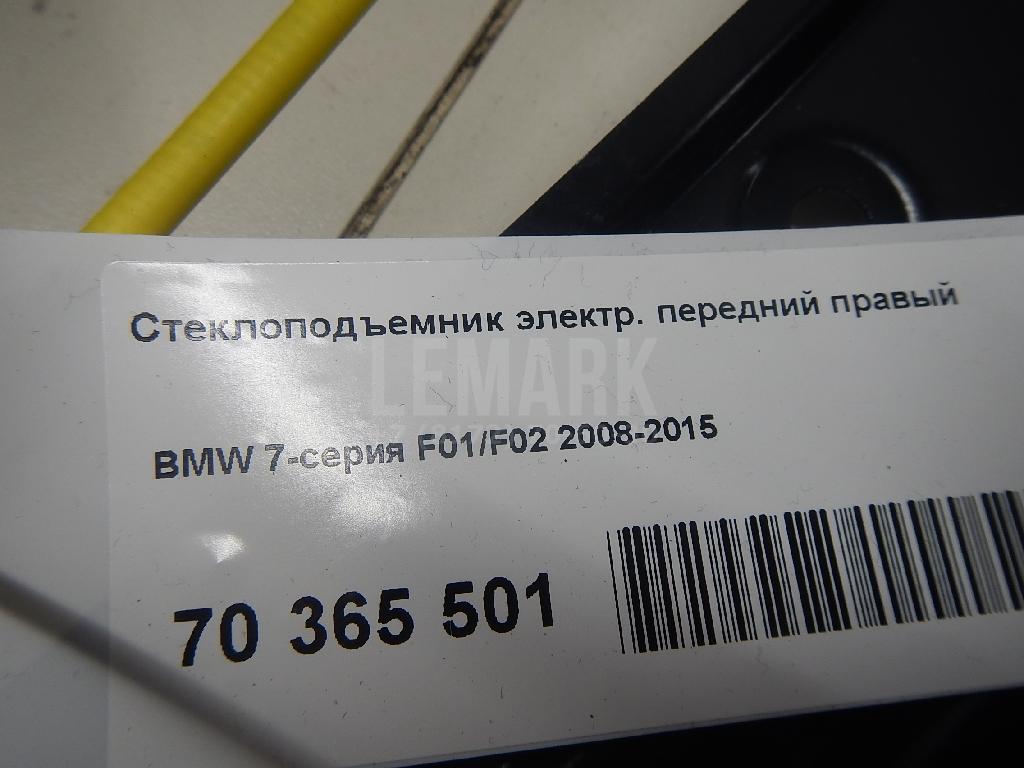 Стеклоподъемник электр. передний правый
LEMARK
BMW 7-серия F01/F02 2008-2015
70 365 501